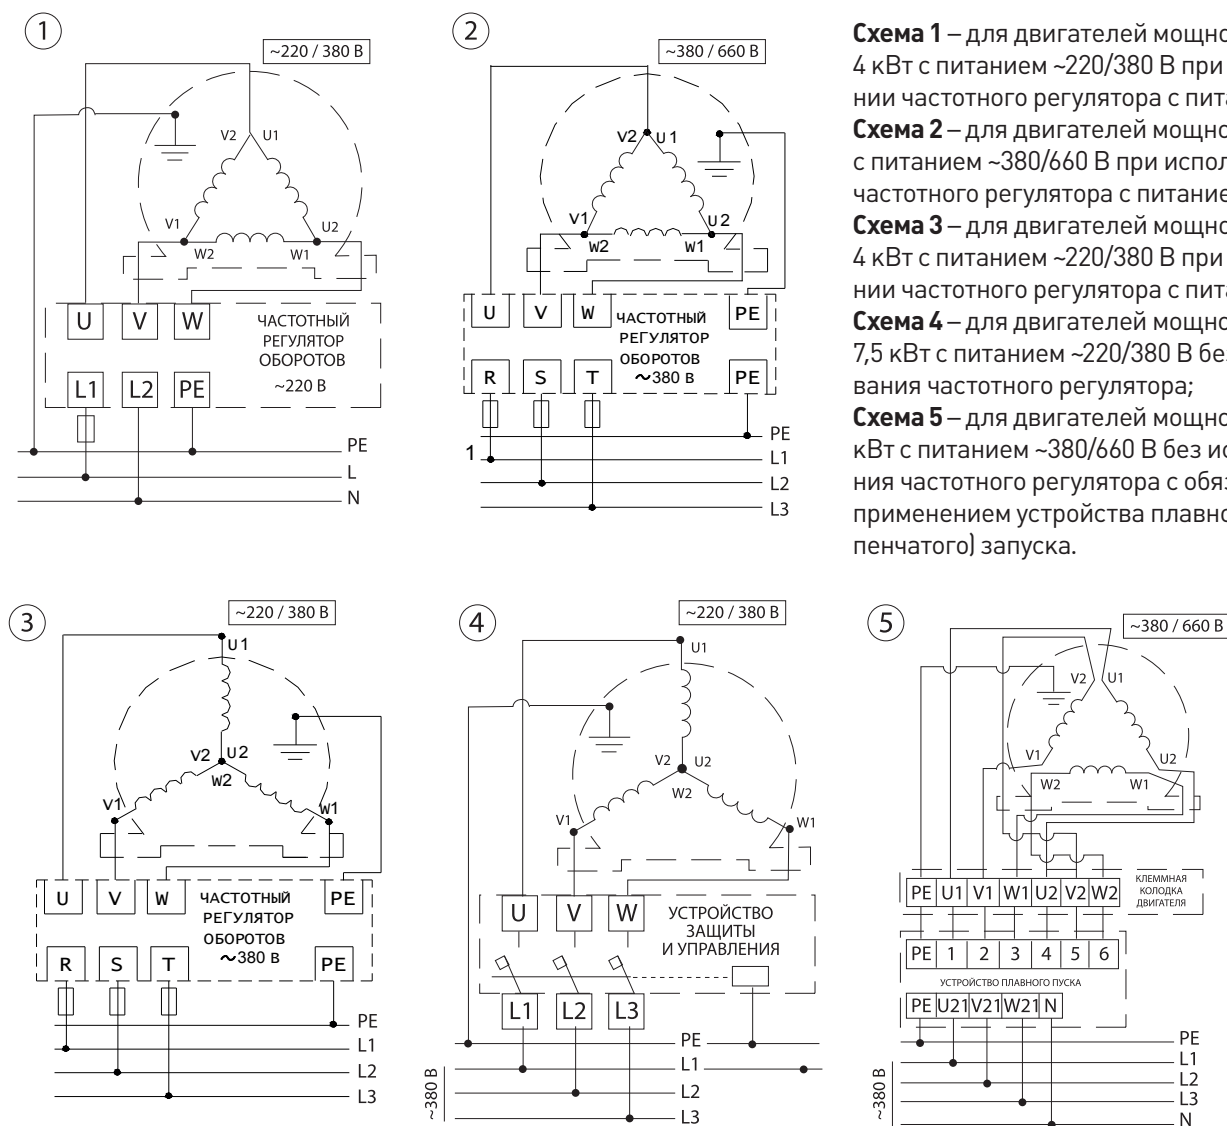 1
~220 / 380 В
V2 U1
V1 U2
W2 W1
U V W
ЧАСТОТНЫЙ
РЕГУЛЯТОР
ОБОРОТОВ
~220 В
L1 L2 PE
PE
L
N
2
~380 / 660 В
V2 U1
V1 U2
W2 W1
U V W PE
ЧАСТОТНЫЙ
РЕГУЛЯТОР
ОБОРОТОВ
~380 В
R S T PE
PE
1 L1
L2
L3
Схема 1 – для двигателей мощно
4 кВт с питанием ~220/380 В при
нии частотного регулятора с пита
Схема 2 – для двигателей мощно
с питанием ~380/660 В при испол
частотного регулятора с питание
Схема 3 – для двигателей мощно
4 кВт с питанием ~220/380 В при
нии частотного регулятора с пита
Схема 4 – для двигателей мощно
7,5 кВт с питанием ~220/380 В бе
вания частотного регулятора;
Схема 5 – для двигателей мощно
кВт с питанием ~380/660 В без ис
ния частотного регулятора с обяз
применением устройства плавно
пенчатого) запуска.
3
~220 / 380 В
U1
V2 U2
W2
V1 W1
U V W PE
ЧАСТОТНЫЙ
РЕГУЛЯТОР
ОБОРОТОВ
~380 В
R S T PE
PE
L1
L2
L3
4
~220 / 380 В
U1
V2 U2
W2
V1 W1
U V W
УСТРОЙСТВО
ЗАЩИТЫ
И УПРАВЛЕНИЯ
L1 L2 L3
PE
L1
L2
L3
~380 В
5
~380 / 660 В
V2 U1
V1 U2
W2 W1
PE U1 V1 W1 U2 V2 W2
КЛЕММНАЯ
КОЛОДКА
ДВИГАТЕЛЯ
PE 1 2 3 4 5 6
УСТРОЙСТВО ПЛАВНОГО ПУСКА
PE U21 V21 W21 N
PE
L1
L2
L3
N
~380 В